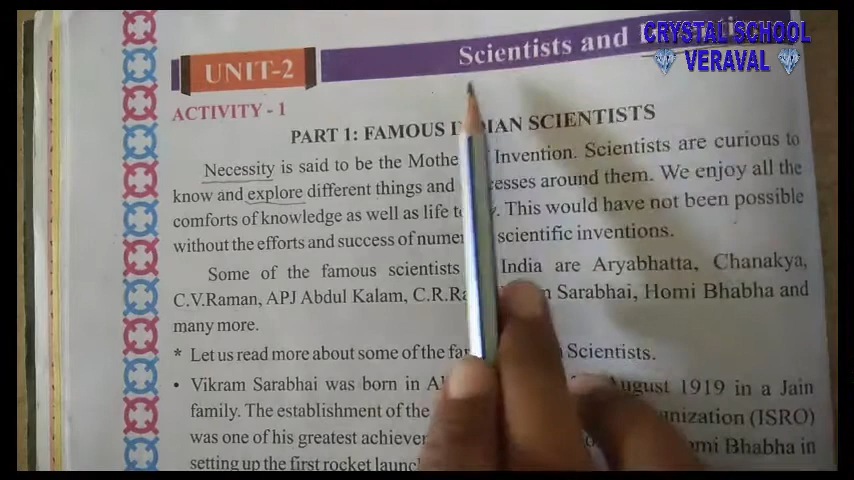 CRYSTAL SCHOOL
VERAVAL
Scientists and
UNIT-2
ACTIVITY - 1
PART 1: FAMOUS INDIAN SCIENTISTS
Necessity is said to be the Mothe Invention. Scientists are curious to
know and explore different things and esses around them. We enjoy all the
comforts of knowledge as well as life This would have not been possible
without the efforts and success of numer scientific inventions.
Some of the famous scientists India are Aryabhatta, Chanakya,
C.V.Raman, APJ Abdul Kalam, C.R.Ra Sarabhai, Homi Bhabha and
many more.
* Let us read more about some of the fa Scientists.
• Vikram Sarabhai was born in A August 1919 in a Jain
family. The establishment of the anization (ISRO)
was one of his greatest achiever omi Bhabha in
setting up the first rocket launc